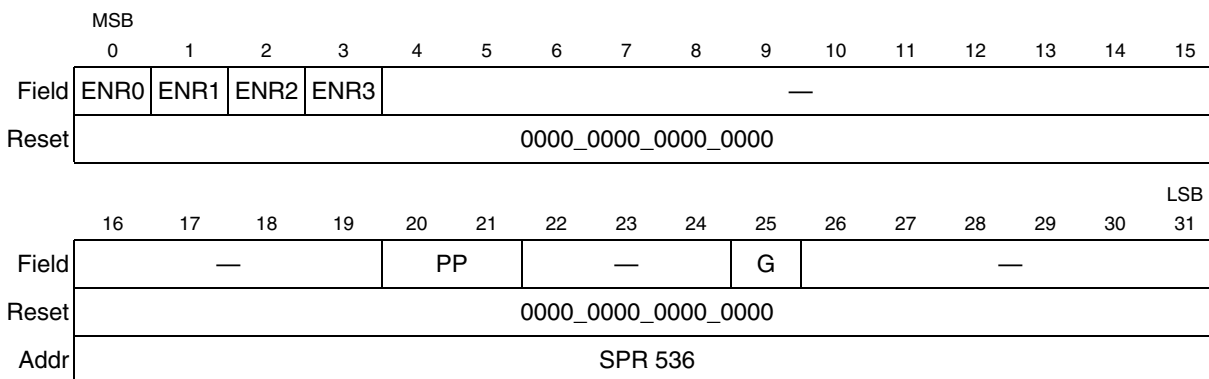 MSB
0 1 2 3 4 5 6 7 8 9 10 11 12 13 14 15
Field ENR0 ENR1 ENR2 ENR3 —
Reset 0000_0000_0000_0000
LSB
16 17 18 19 20 21 22 23 24 25 26 27 28 29 30 31
Field — PP — G —
Reset 0000_0000_0000_0000
Addr SPR 536